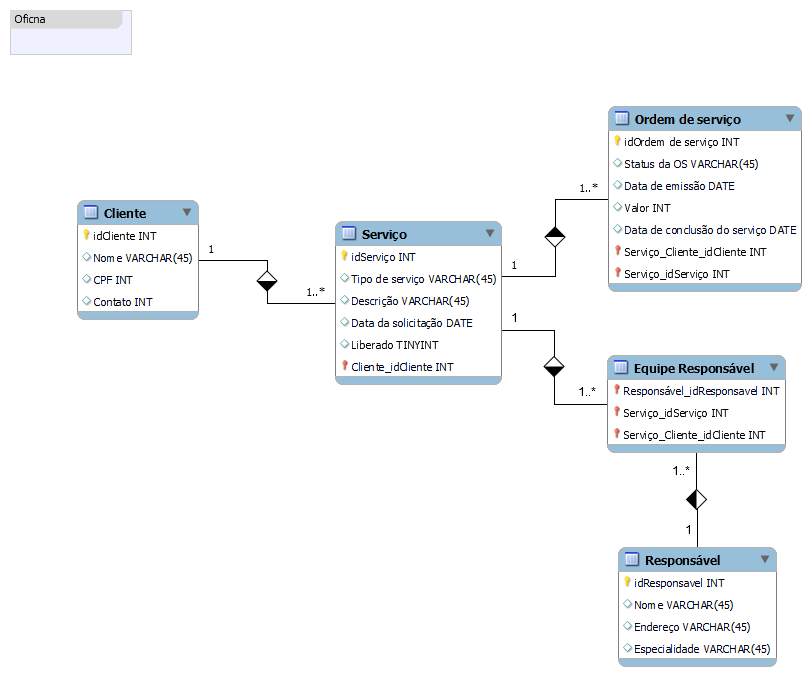 Oficna
Cliente
idCliente INT
Nome VARCHAR(45)
CPF INT
Contato INT
1
1..*
Serviço
idServiço INT
Tipo de serviço VARCHAR(45)
Descrição VARCHAR(45)
Data da solicitação DATE
Liberado TINYINT
Cliente_idCliente INT
1
1..*
Ordem de serviço
idOrdem de serviço INT
Status da OS VARCHAR(45)
Data de emissão DATE
Valor INT
Data de conclusão do serviço DATE
Serviço_Cliente_idCliente INT
Serviço_idServiço INT
1
1..*
Equipe Responsável
Responsável_idResponsavel INT
Serviço_idServiço INT
Serviço_Cliente_idCliente INT
1..*
1
Responsável
idResponsavel INT
Nome VARCHAR(45)
Endereço VARCHAR(45)
Especialidade VARCHAR(45)